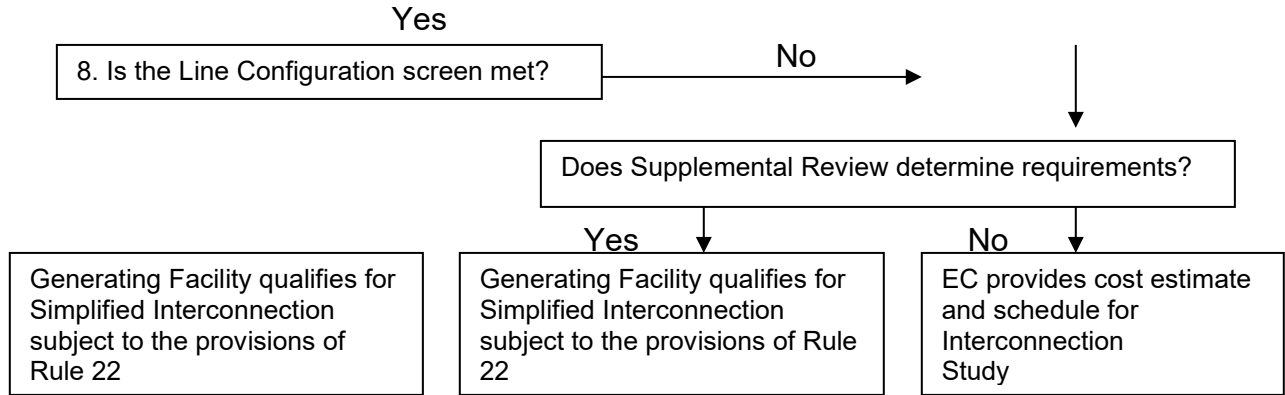 Yes
8. Is the Line Configuration screen met?
No
Does Supplemental Review determine requirements?
Yes
No
Generating Facility qualifies for
Simplified Interconnection
subject to the provisions of
Rule 22
Generating Facility qualifies for
Simplified Interconnection
subject to the provisions of Rule
22
EC provides cost estimate
and schedule for
Interconnection
Study